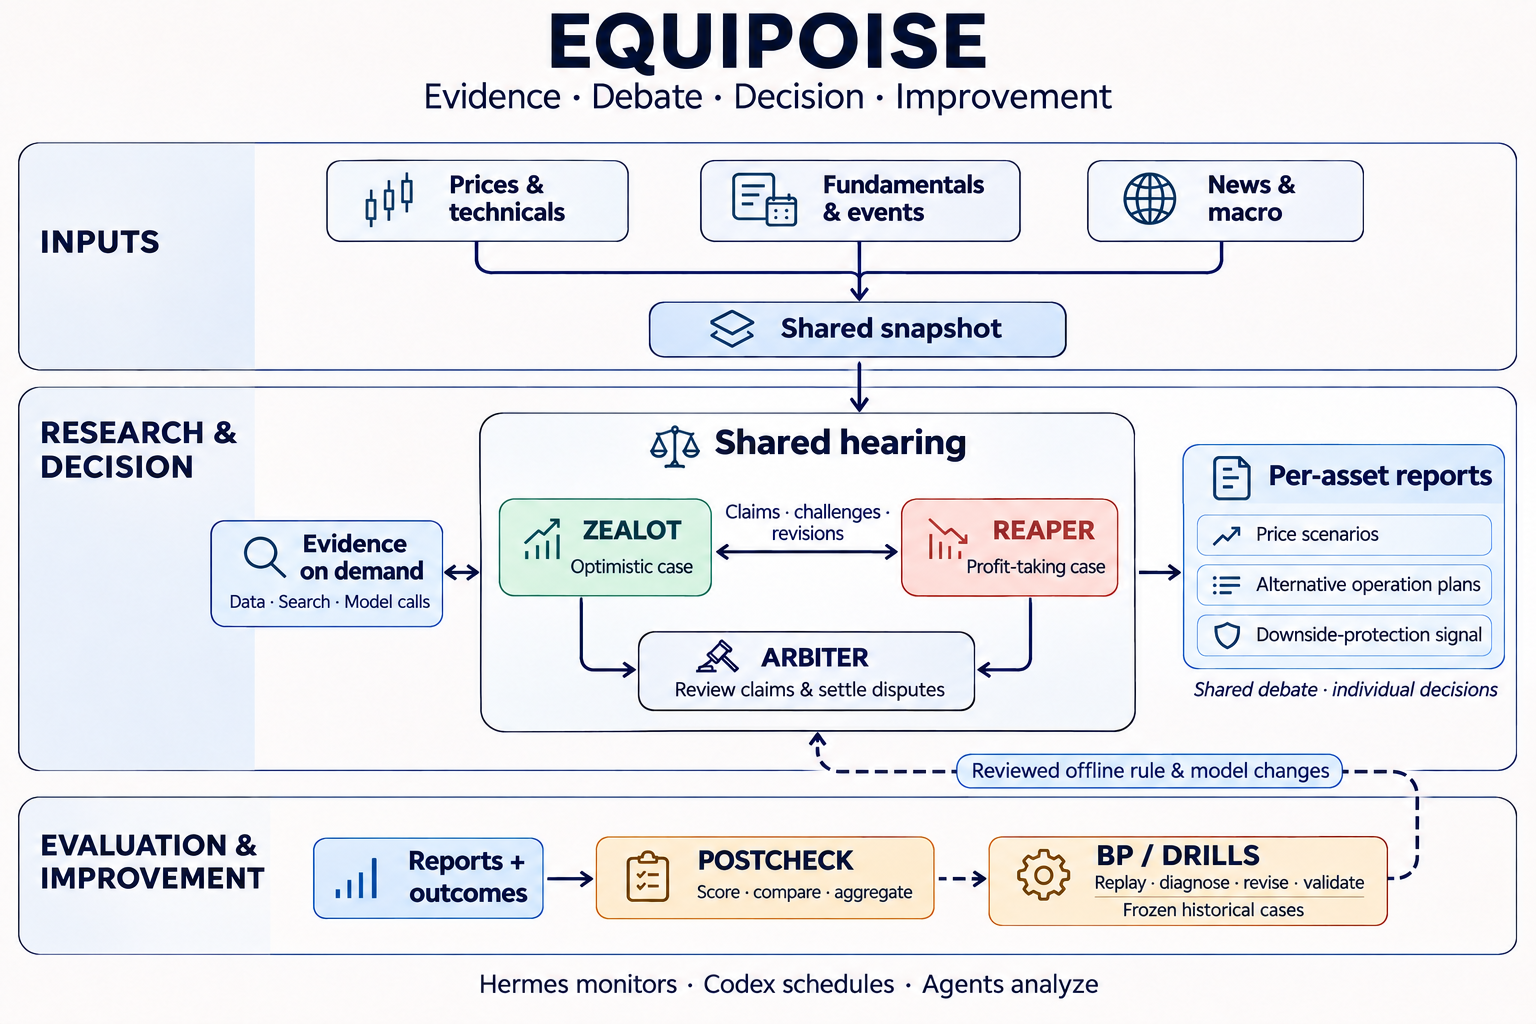 EQUIPOISE
Evidence · Debate · Decision · Improvement
INPUTS
Prices &
technicals
Fundamentals
& events
News &
macro
Shared snapshot
RESEARCH &
DECISION
Evidence
on demand
Data · Search · Model calls
Shared hearing
ZEALOT
Optimistic case
Claims · challenges ·
revisions
REAPER
Profit-taking case
ARBITER
Review claims & settle disputes
Per-asset reports
Price scenarios
Alternative operation plans
Downside-protection signal
Shared debate · individual decisions
Reviewed offline rule & model changes
EVALUATION &
IMPROVEMENT
Reports +
outcomes
POSTCHECK
Score · compare · aggregate
BP / DRILLS
Replay · diagnose · revise · validate
Frozen historical cases
Hermes monitors · Codex schedules · Agents analyze